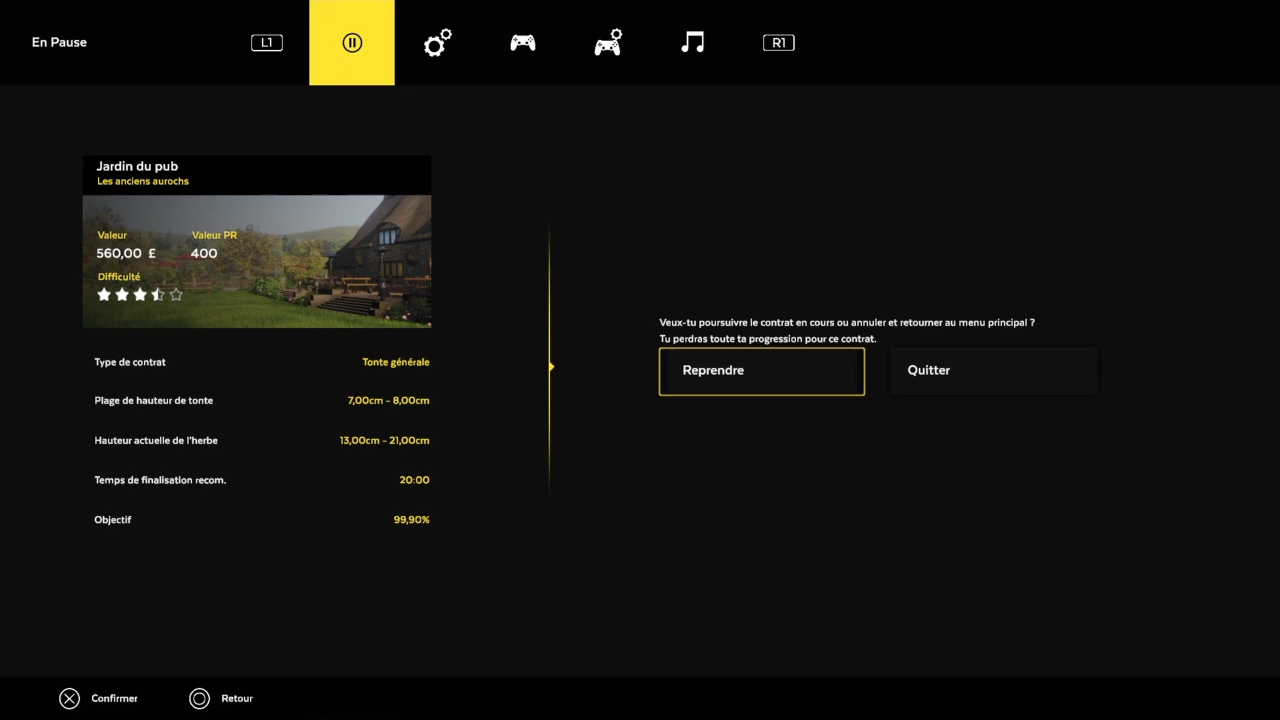 En Pause
L1
R1
Jardin du pub
Les anciens aurochs
Valeur Valeur PR
560,00 £ 400
Difficulté
Type de contrat Tonte générale
Plage de hauteur de tonte 7,00cm - 8,00cm
Hauteur actuelle de l'herbe 13,00cm - 21,00cm
Temps de finalisation recom. 20:00
Objectif 99,90%
Veux-tu poursuivre le contrat en cours ou annuler et retourner au menu principal ?
Tu perdras toute ta progression pour ce contrat.
Reprendre Quitter
Confirmer Retour